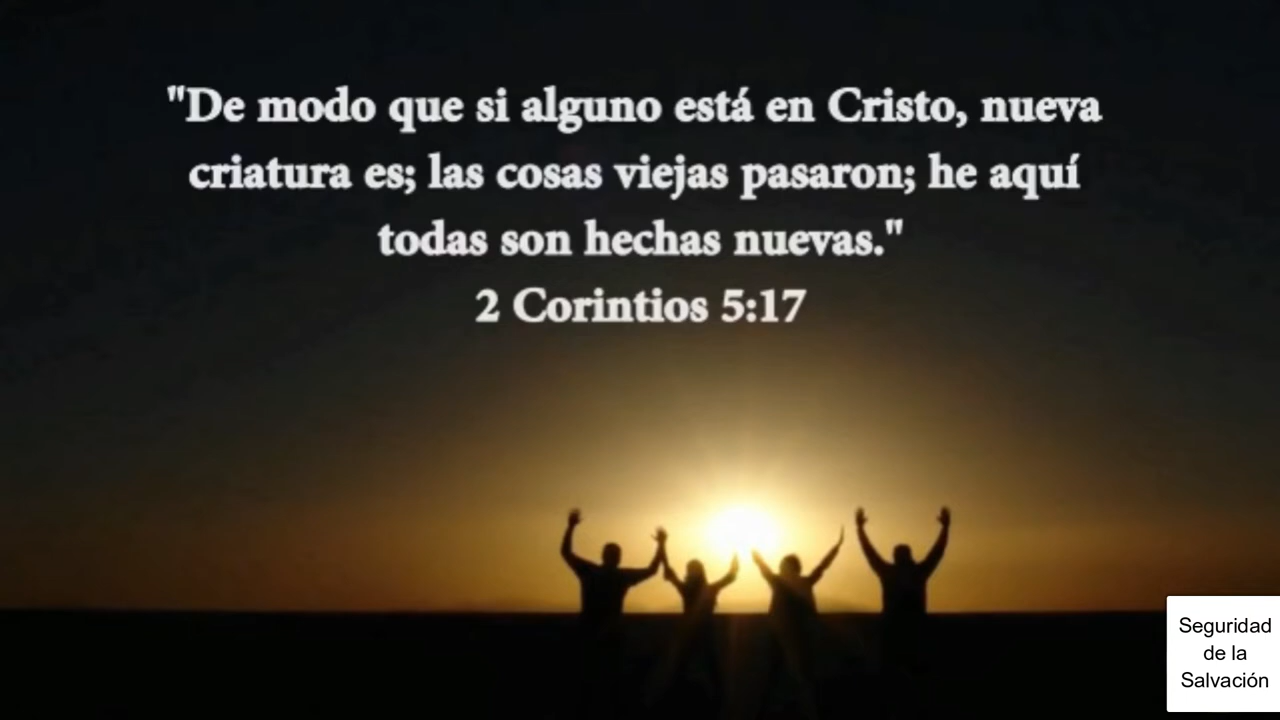 "De modo que si alguno está en Cristo, nueva
criatura es; las cosas viejas pasaron; he aquí
todas son hechas nuevas."
2 Corintios 5:17
Seguridad
de la
Salvación